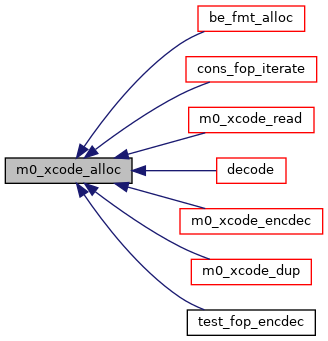 be_fmt_alloc
cons_fop_iterate
m0_xcode_read
m0_xcode_alloc
decode
m0_xcode_encdec
m0_xcode_dup
test_fop_encdec